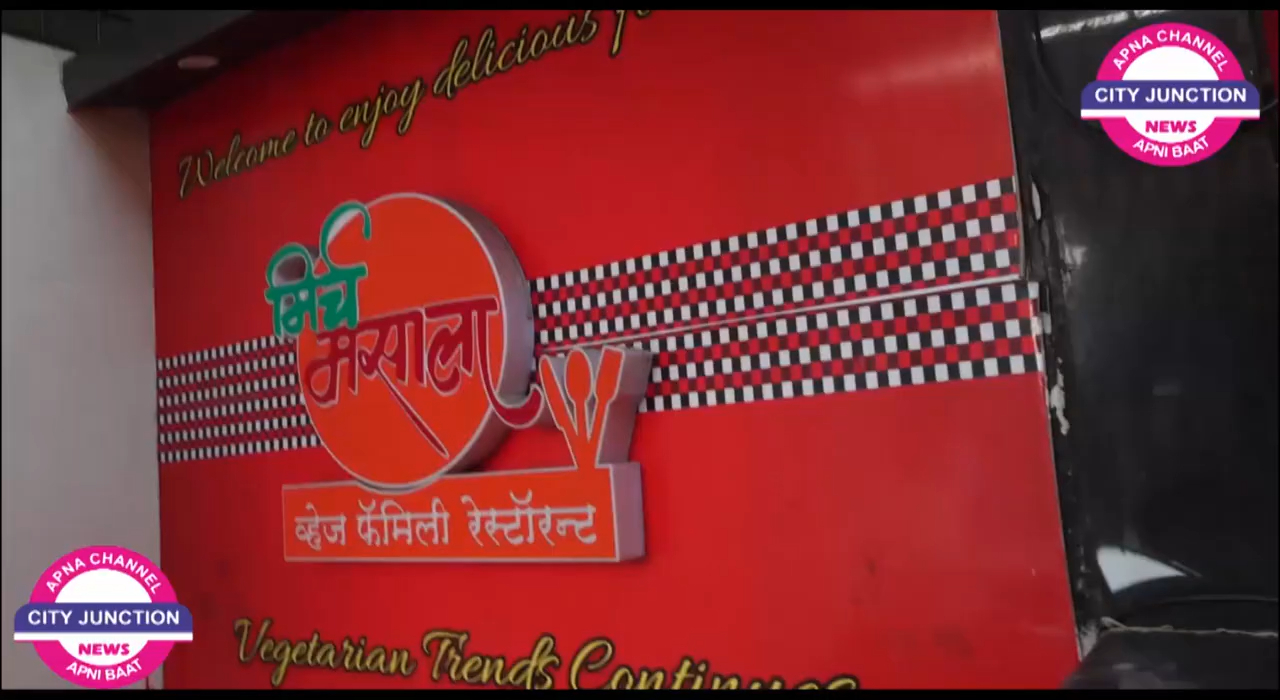 Welcome to enjoy delicious
मिर्च
मसाला
व्हेज फॅमिली रेस्टॉरन्ट
Vegetarian Trends Continues
APNA CHANNEL
CITY JUNCTION
NEWS
APNI BAAT
APNA CHANNEL
CITY JUNCTION
NEWS
APNI BAAT